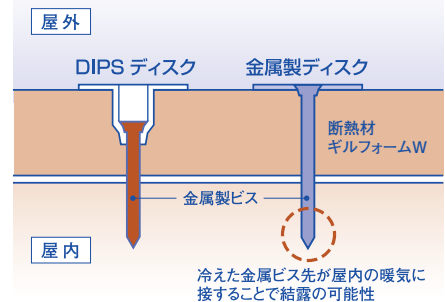 屋外
DIPS ディスク
金属製ディスク
断熱材
ギルフォームW
金属製ビス
屋内
冷えた金属ビス先が屋内の暖気に
接することで結露の可能性